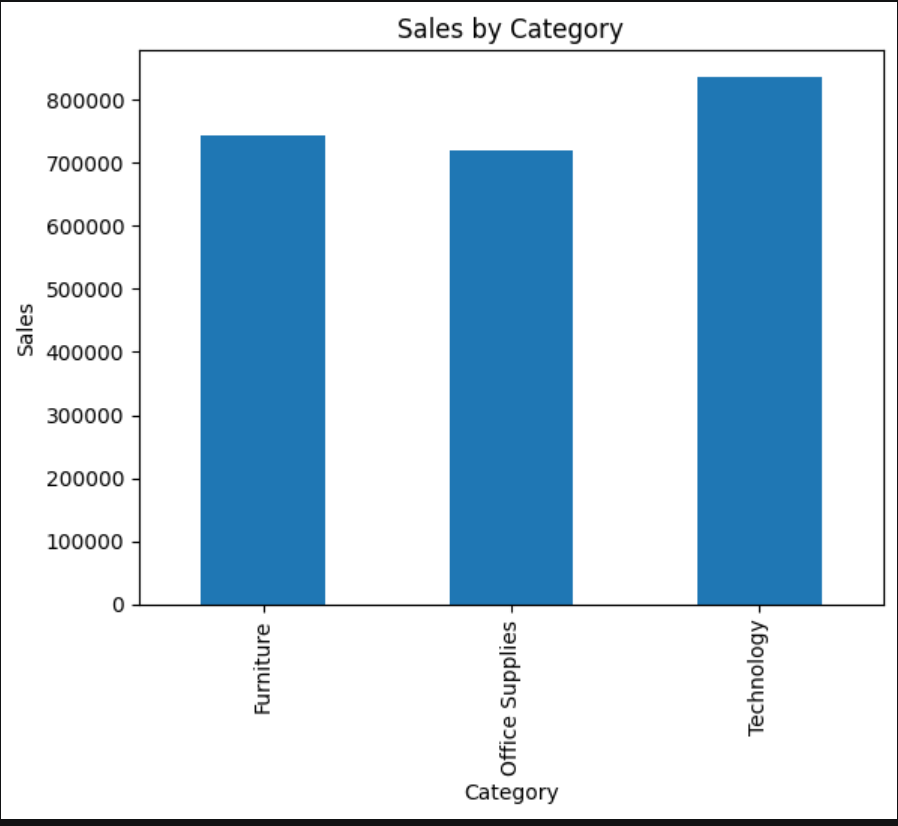 Sales by Category
800000
700000
600000
500000
400000
300000
200000
100000
0
Sales
Furniture
Office Supplies
Technology
Category